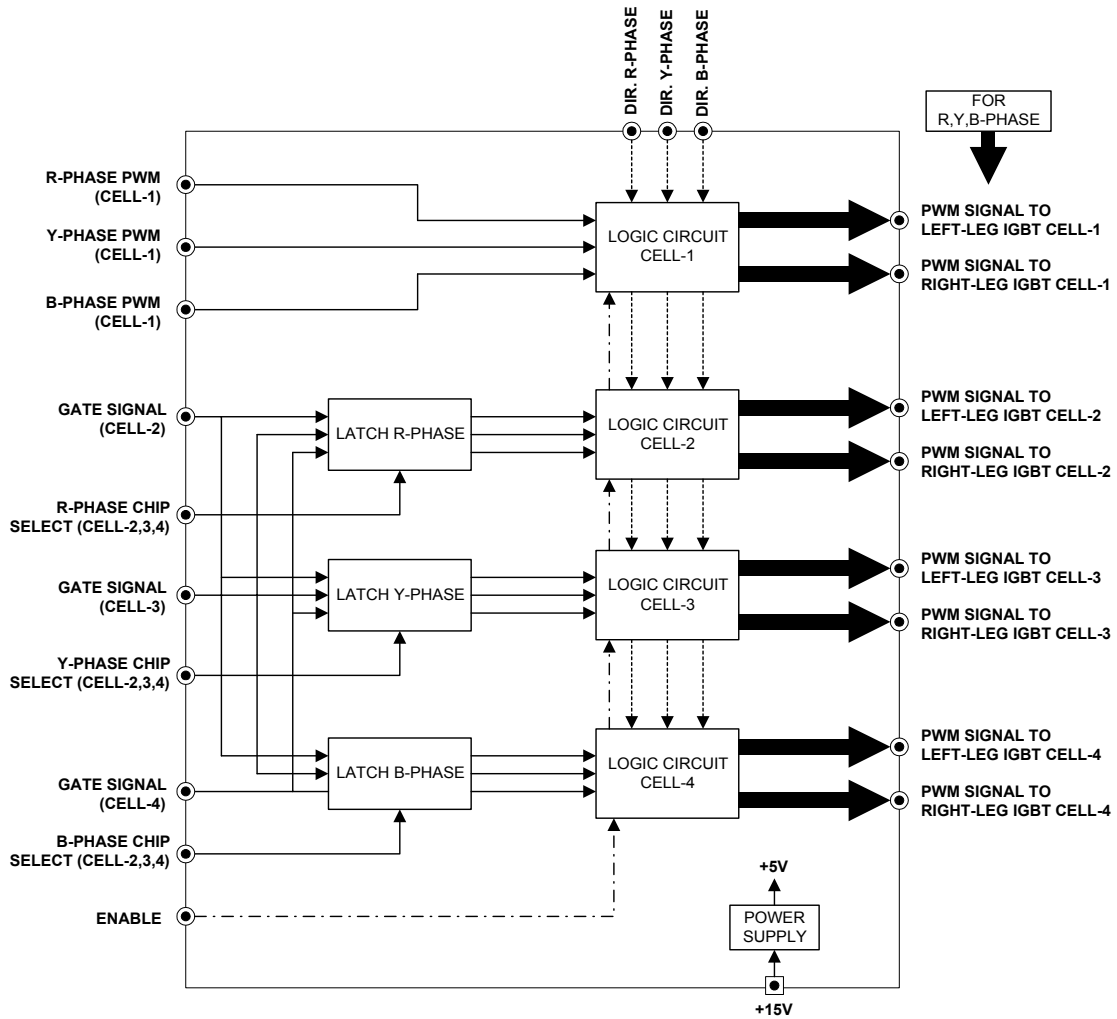 DIR. R-PHASE
DIR. Y-PHASE
DIR. B-PHASE
FOR
R,Y,B-PHASE
R-PHASE PWM
(CELL-1)
Y-PHASE PWM
(CELL-1)
B-PHASE PWM
(CELL-1)
LOGIC CIRCUIT
CELL-1
PWM SIGNAL TO
LEFT-LEG IGBT CELL-1
PWM SIGNAL TO
RIGHT-LEG IGBT CELL-1
GATE SIGNAL
(CELL-2)
LATCH R-PHASE
LOGIC CIRCUIT
CELL-2
PWM SIGNAL TO
LEFT-LEG IGBT CELL-2
PWM SIGNAL TO
RIGHT-LEG IGBT CELL-2
R-PHASE CHIP
SELECT (CELL-2,3,4)
GATE SIGNAL
(CELL-3)
LATCH Y-PHASE
LOGIC CIRCUIT
CELL-3
PWM SIGNAL TO
LEFT-LEG IGBT CELL-3
PWM SIGNAL TO
RIGHT-LEG IGBT CELL-3
Y-PHASE CHIP
SELECT (CELL-2,3,4)
GATE SIGNAL
(CELL-4)
LATCH B-PHASE
LOGIC CIRCUIT
CELL-4
PWM SIGNAL TO
LEFT-LEG IGBT CELL-4
PWM SIGNAL TO
RIGHT-LEG IGBT CELL-4
B-PHASE CHIP
SELECT (CELL-2,3,4)
ENABLE
+5V
POWER
SUPPLY
+15V